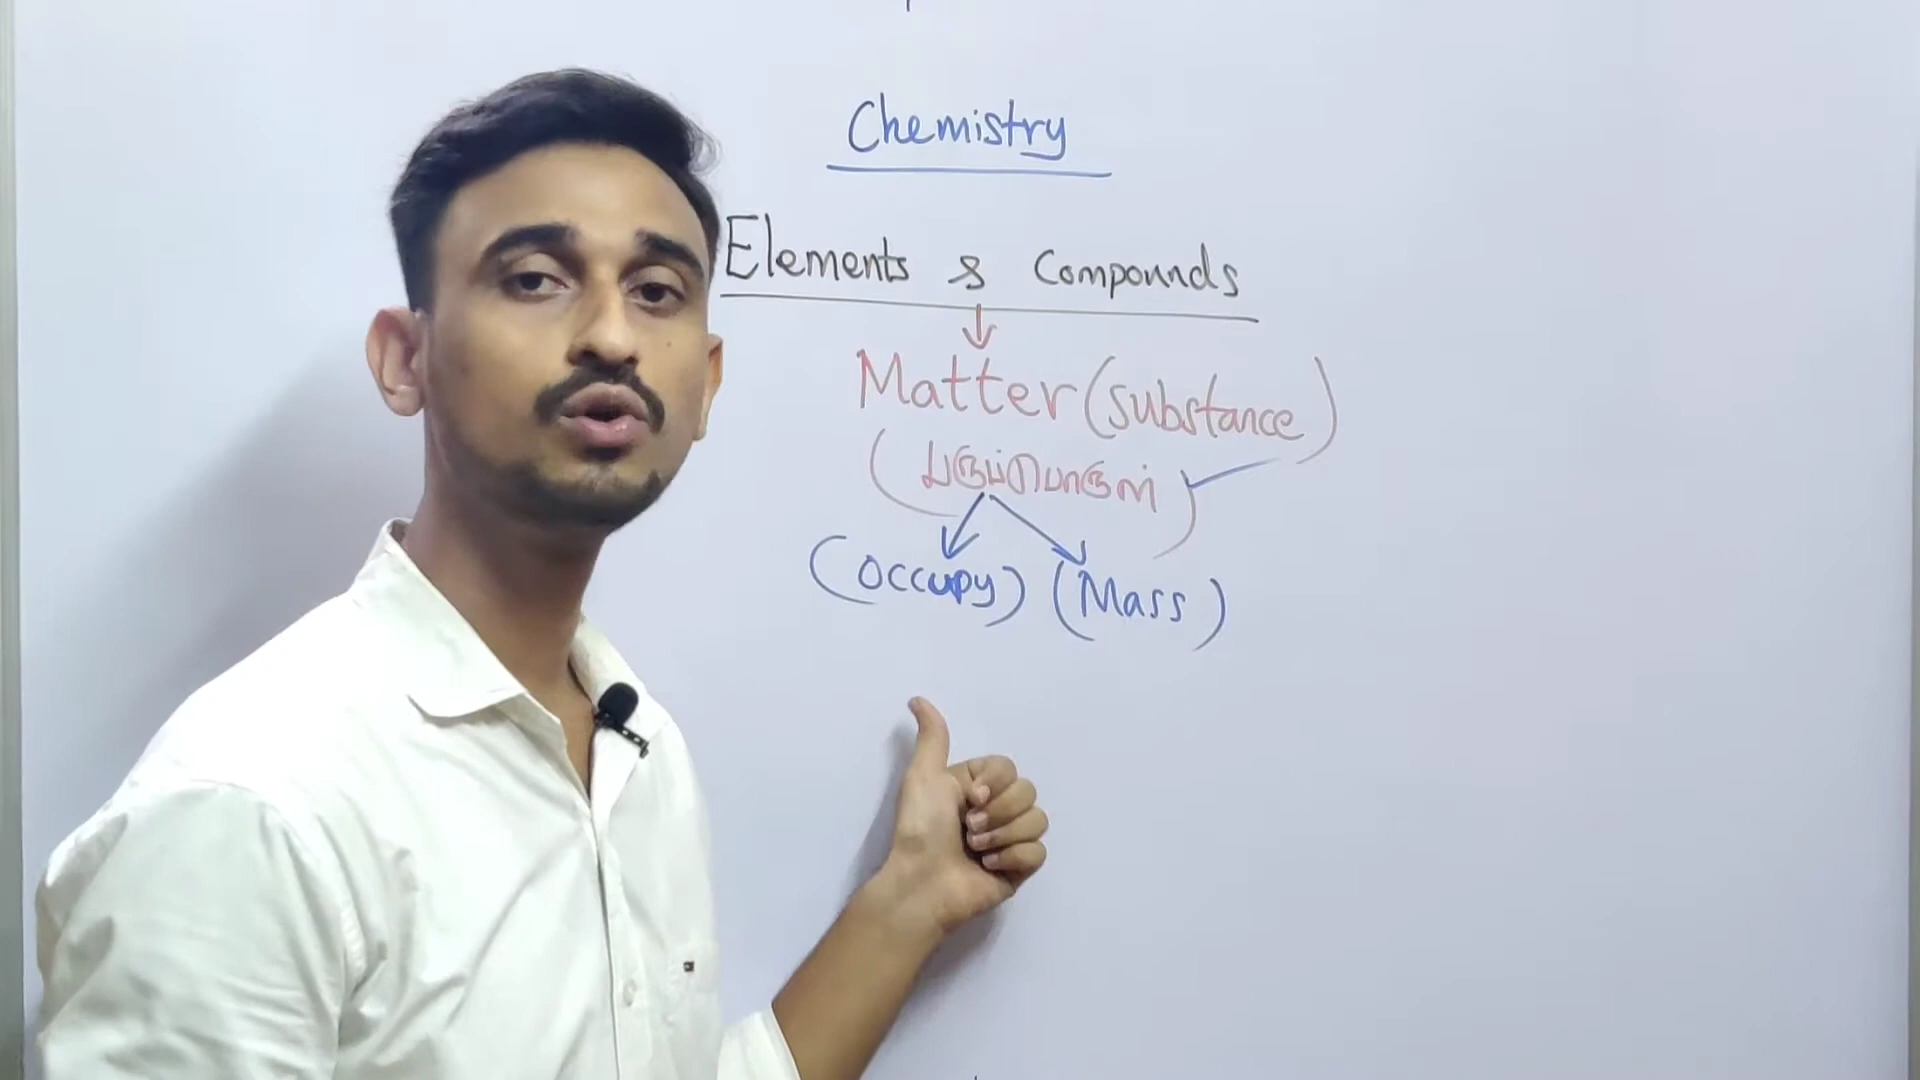 Chemistry
Elements & Compounds
Matter (substance)
(பருப்பொருள்)
(occupy) (Mass)